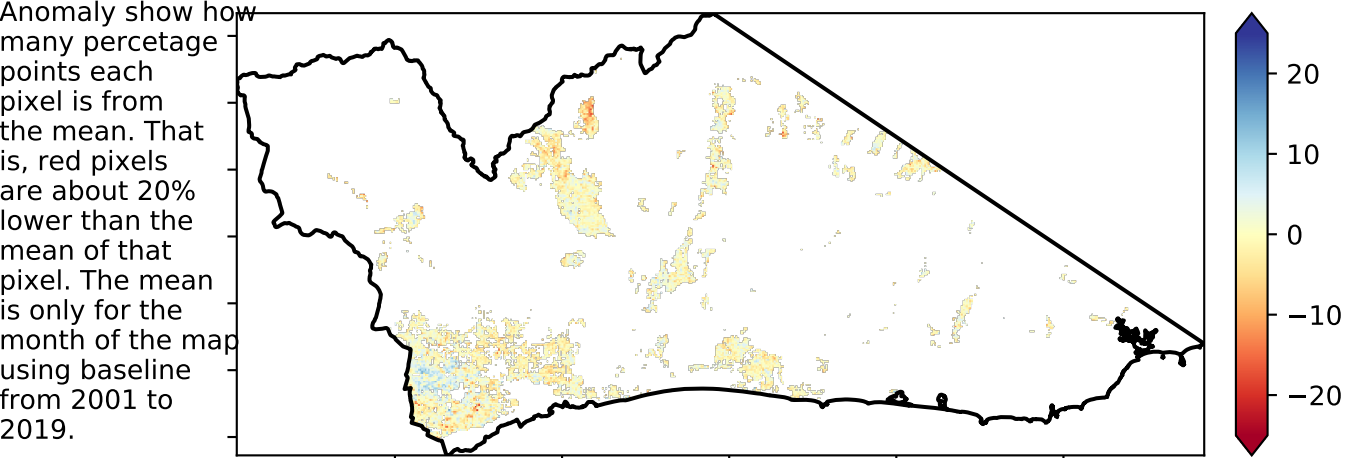 Anomaly show how
many percetage
points each
pixel is from
the mean. That
is, red pixels
are about 20%
lower than the
mean of that
pixel. The mean
is only for the
month of the map
using baseline
from 2001 to
2019.
20
10
0
−10
−20